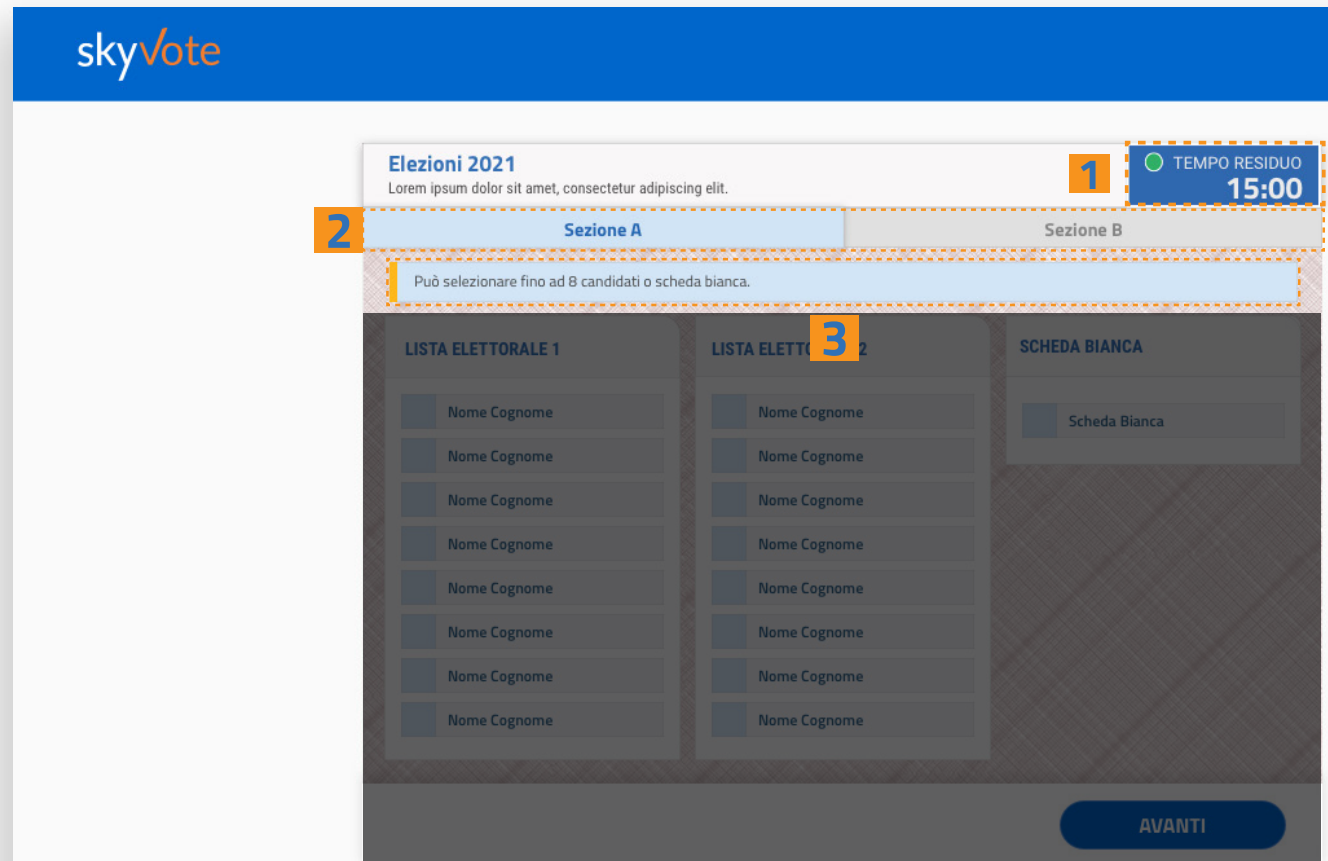 skyvote
Elezioni 2021
Lorem ipsum dolor sit amet, consectetur adipiscing elit.
1
TEMPO RESIDUO
15:00
2
Sezione A
Sezione B
Può selezionare fino ad 8 candidati o scheda bianca.
3
LISTA ELETTORALE 1
Nome Cognome
Nome Cognome
Nome Cognome
Nome Cognome
Nome Cognome
Nome Cognome
Nome Cognome
Nome Cognome
LISTA ELETTO 2
Nome Cognome
Nome Cognome
Nome Cognome
Nome Cognome
Nome Cognome
Nome Cognome
Nome Cognome
Nome Cognome
SCHEDA BIANCA
Scheda Bianca
AVANTI